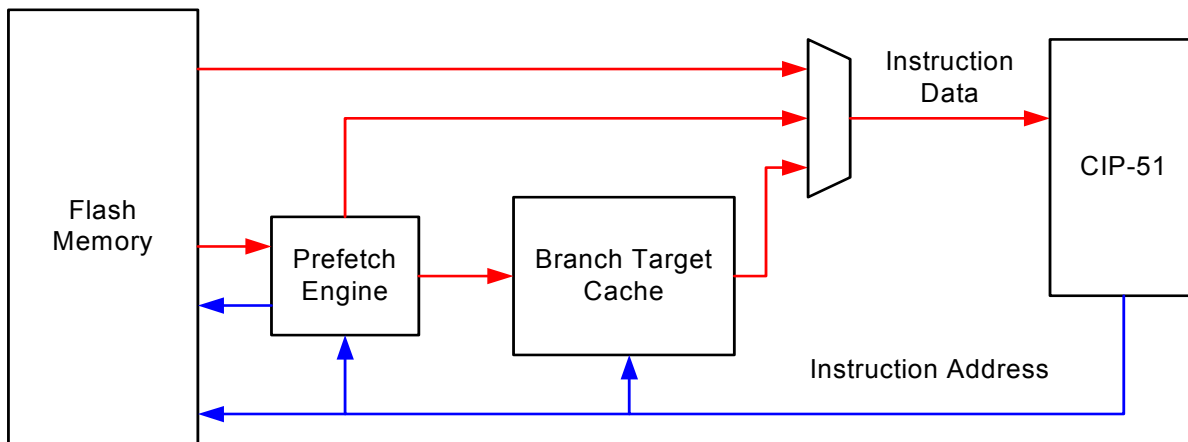 Instruction
Data
CIP-51
Flash
Memory
Prefetch
Engine
Branch Target
Cache
Instruction Address